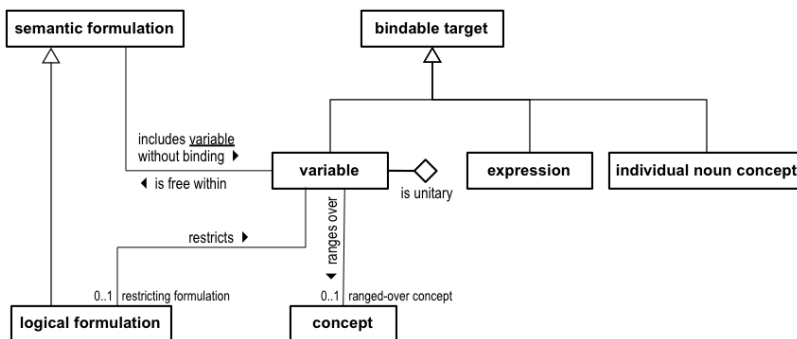 semantic formulation
bindable target
includes variable
without binding
is free within
variable
is unitary
expression
individual noun concept
ranges over
restricts
0..1 restricting formulation
0..1 ranged-over concept
logical formulation
concept